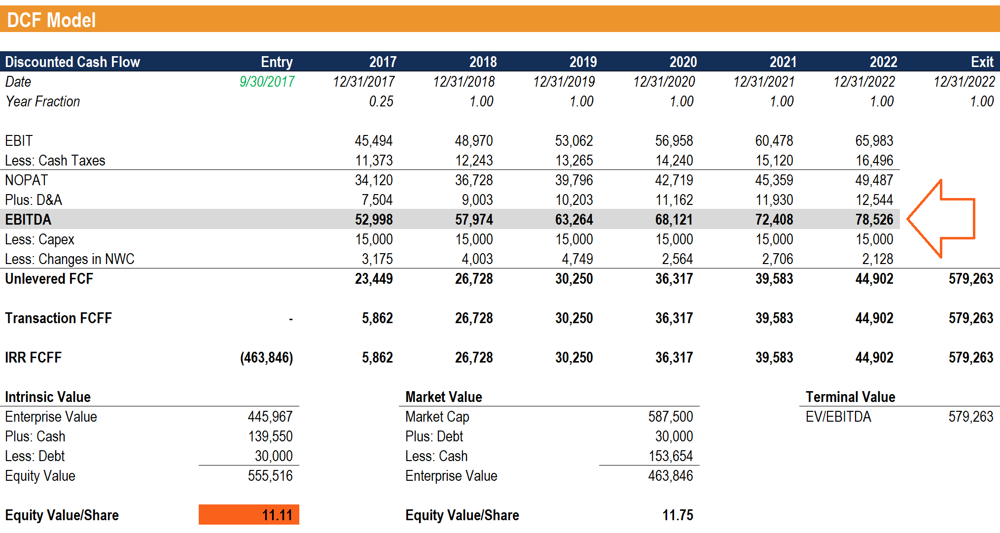 DCF Model
Discounted Cash Flow Entry 2017 2018 2019 2020 2021 2022 Exit
Date 9/30/2017 12/31/2017 12/31/2018 12/31/2019 12/31/2020 12/31/2021 12/31/2022 12/31/2022
Year Fraction 0.25 1.00 1.00 1.00 1.00 1.00 1.00
EBIT 45,494 48,970 53,062 56,958 60,478 65,983
Less: Cash Taxes 11,373 12,243 13,265 14,240 15,120 16,496
NOPAT 34,120 36,728 39,796 42,719 45,359 49,487
Plus: D&A 7,504 9,003 10,203 11,162 11,930 12,544
EBITDA 52,998 57,974 63,264 68,121 72,408 78,526
Less: Capex 15,000 15,000 15,000 15,000 15,000 15,000
Less: Changes in NWC 3,175 4,003 4,749 2,564 2,706 2,128
Unlevered FCF 23,449 26,728 30,250 36,317 39,583 44,902 579,263
Transaction FCFF - 5,862 26,728 30,250 36,317 39,583 44,902 579,263
IRR FCFF (463,846) 5,862 26,728 30,250 36,317 39,583 44,902 579,263
Intrinsic Value Market Value Terminal Value
Enterprise Value 445,967 Market Cap 587,500 EV/EBITDA 579,263
Plus: Cash 139,550 Plus: Debt 30,000
Less: Debt 30,000 Less: Cash 153,654
Equity Value 555,516 Enterprise Value 463,846
Equity Value/Share 11.11 Equity Value/Share 11.75